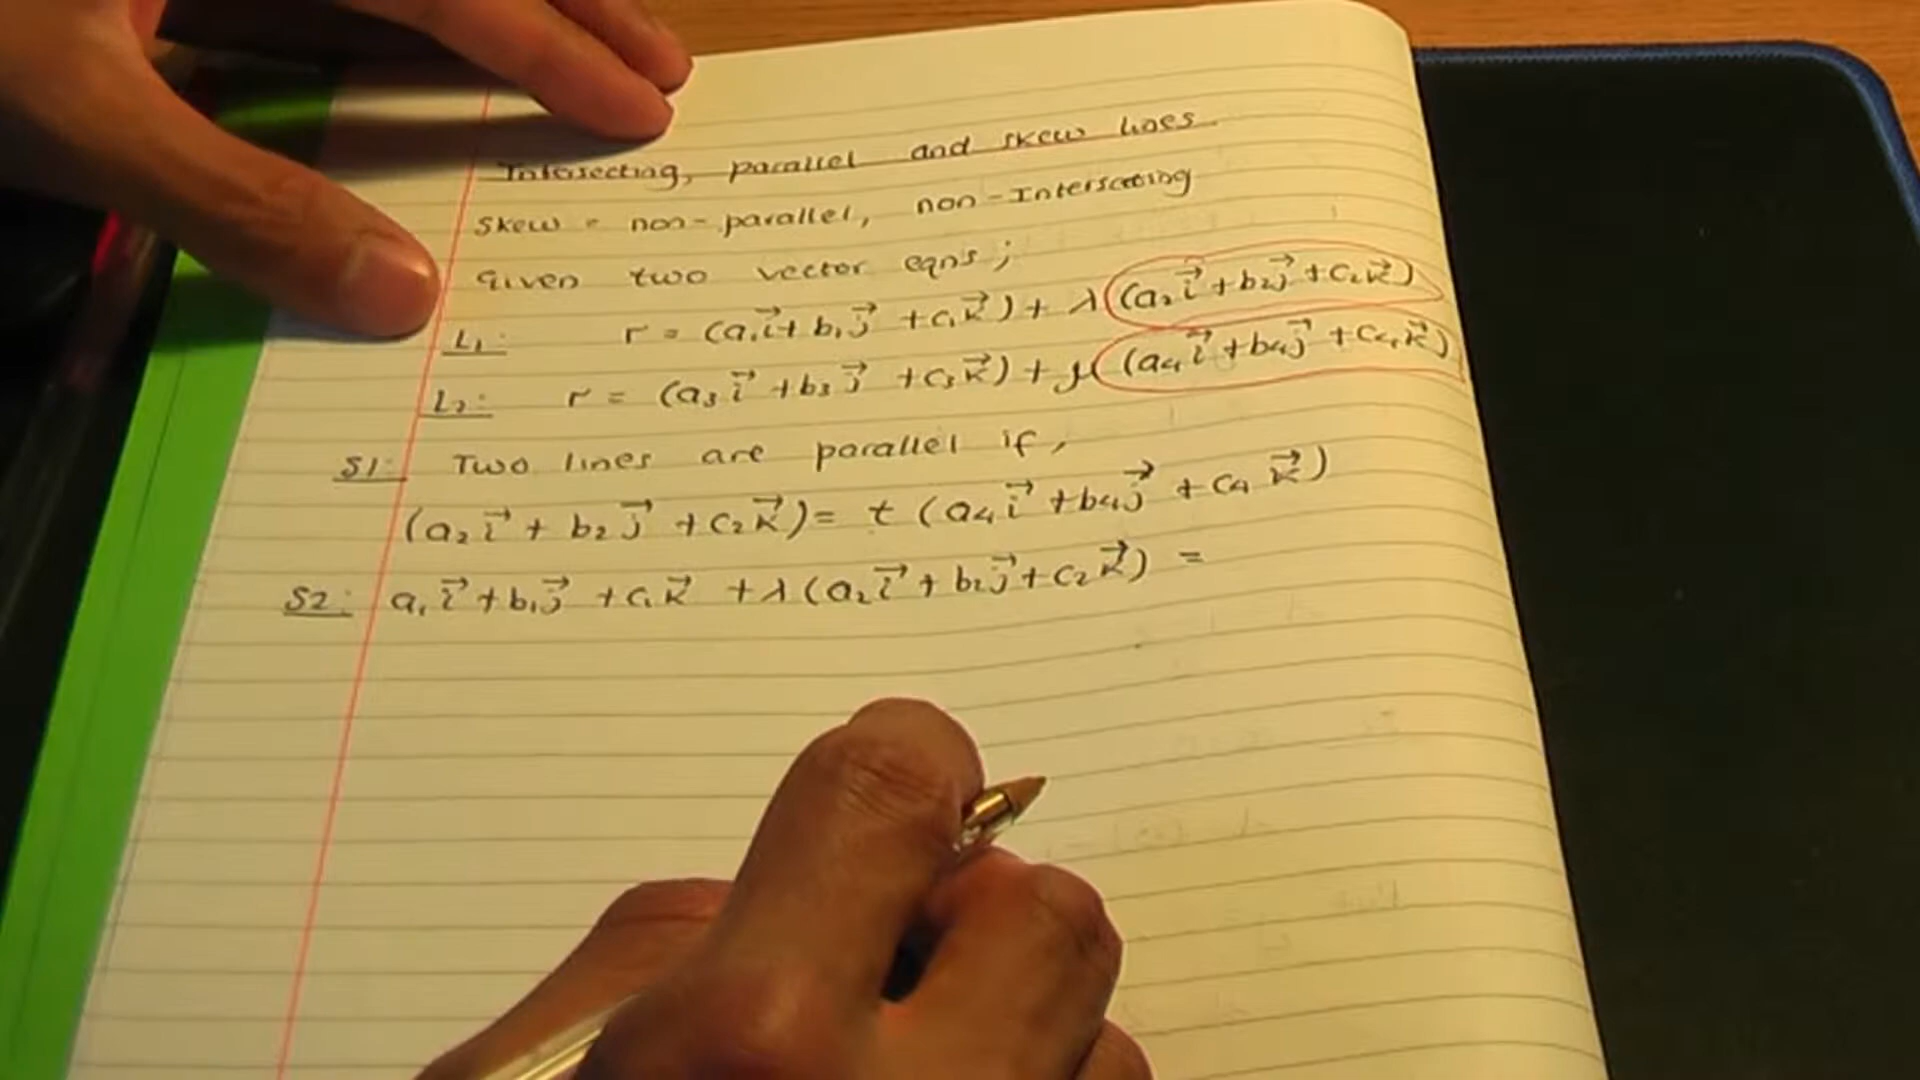 Intersecting, parallel and skew lines.
Skew = non-parallel, non-Intersecting
Given two vector eqns;
L₁: r = (a₁i⃗ + b₁j⃗ + c₁k⃗) + λ(a₂i⃗ + b₂j⃗ + c₂k⃗)
L₂: r = (a₃i⃗ + b₃j⃗ + c₃k⃗) + μ(a₄i⃗ + b₄j⃗ + c₄k⃗)
S1: Two lines are parallel if,
(a₂i⃗ + b₂j⃗ + c₂k⃗) = t (a₄i⃗ + b₄j⃗ + c₄k⃗)
S2: a₁i⃗ + b₁j⃗ + c₁k⃗ + λ(a₂i⃗ + b₂j⃗ + c₂k⃗) =